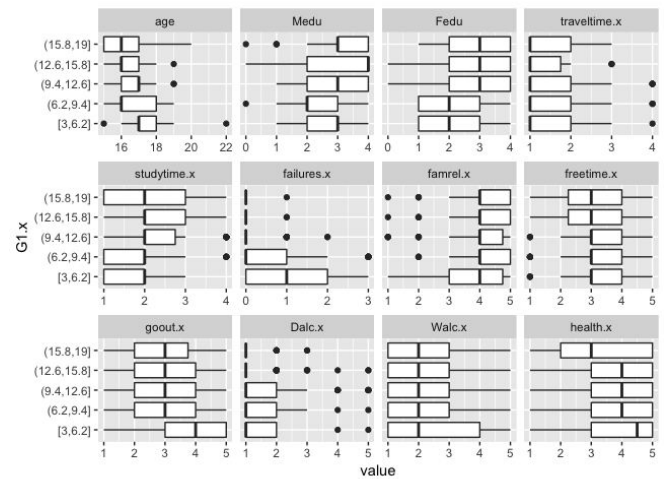 age Medu Fedu traveltime.x
(15.8,19]
(12.6,15.8]
(9.4,12.6]
(6.2,9.4]
[3,6.2]
16 18 20 22 0 1 2 3 4 0 1 2 3 4 1 2 3 4
studytime.x failures.x famrel.x freetime.x
(15.8,19]
(12.6,15.8]
(9.4,12.6]
(6.2,9.4]
[3,6.2]
1 2 3 4 0 1 2 3 1 2 3 4 5 1 2 3 4 5
goout.x Dalc.x Walc.x health.x
(15.8,19]
(12.6,15.8]
(9.4,12.6]
(6.2,9.4]
[3,6.2]
1 2 3 4 5 1 2 3 4 5 1 2 3 4 5 1 2 3 4 5
G1.x
value